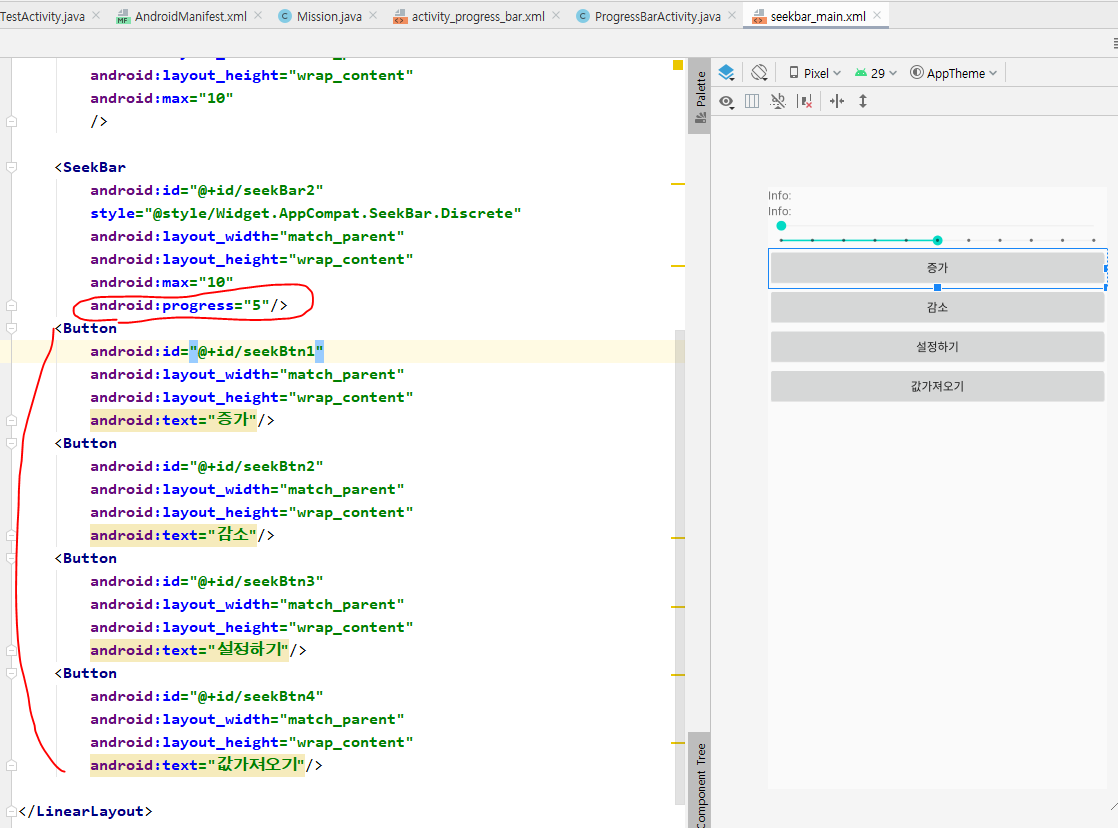 TestActivity.java
AndroidManifest.xml
Mission.java
activity_progress_bar.xml
ProgressBarActivity.java
seekbar_main.xml
android:layout_height="wrap_content"
android:max="10"
/>
<SeekBar
android:id="@+id/seekBar2"
style="@style/Widget.AppCompat.SeekBar.Discrete"
android:layout_width="match_parent"
android:layout_height="wrap_content"
android:max="10"
android:progress="5"/>
<Button
android:id="@+id/seekBtn1"
android:layout_width="match_parent"
android:layout_height="wrap_content"
android:text="증가"/>
<Button
android:id="@+id/seekBtn2"
android:layout_width="match_parent"
android:layout_height="wrap_content"
android:text="감소"/>
<Button
android:id="@+id/seekBtn3"
android:layout_width="match_parent"
android:layout_height="wrap_content"
android:text="설정하기"/>
<Button
android:id="@+id/seekBtn4"
android:layout_width="match_parent"
android:layout_height="wrap_content"
android:text="값가져오기"/>
</LinearLayout>
Palette
Component Tree
Pixel
29
AppTheme
Info:
Info:
증가
감소
설정하기
값가져오기